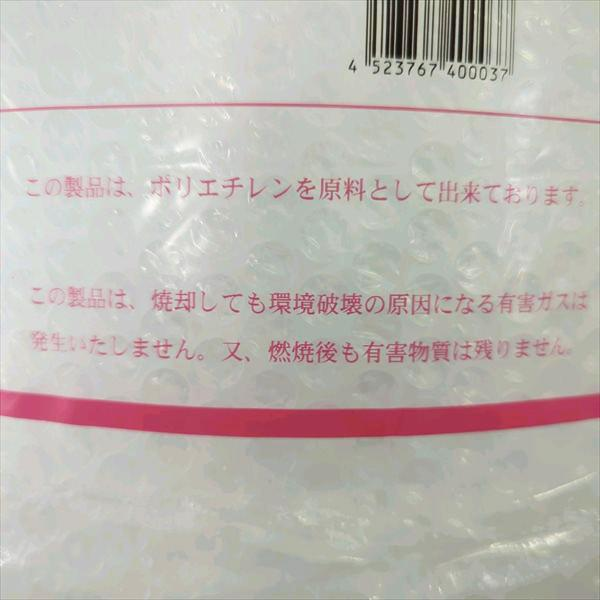 4 523767 400037
この製品は、ポリエチレンを原料として出来ております。
この製品は、焼却しても環境破壊の原因になる有害ガスは
発生いたしません。又、燃焼後も有害物質は残りません。